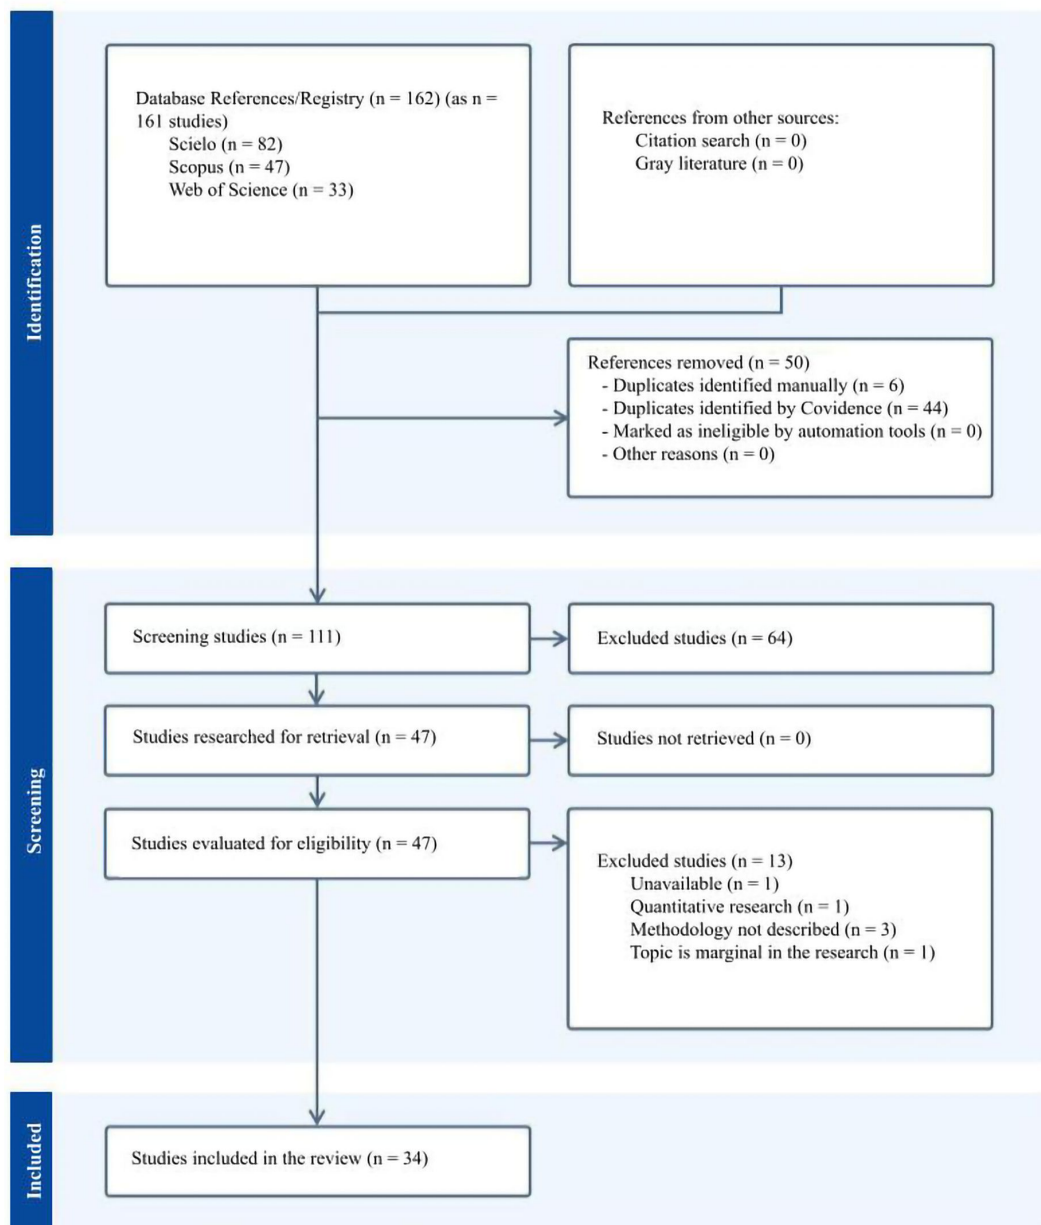 Identification
Database References/Registry (n = 162) (as n =
161 studies)
Scielo (n = 82)
Scopus (n = 47)
Web of Science (n = 33)
References from other sources:
Citation search (n = 0)
Gray literature (n = 0)
References removed (n = 50)
- Duplicates identified manually (n = 6)
- Duplicates identified by Covidence (n = 44)
- Marked as ineligible by automation tools (n = 0)
- Other reasons (n = 0)
Screening
Screening studies (n = 111)
Excluded studies (n = 64)
Studies researched for retrieval (n = 47)
Studies not retrieved (n = 0)
Studies evaluated for eligibility (n = 47)
Excluded studies (n = 13)
Unavailable (n = 1)
Quantitative research (n = 1)
Methodology not described (n = 3)
Topic is marginal in the research (n = 1)
Included
Studies included in the review (n = 34)